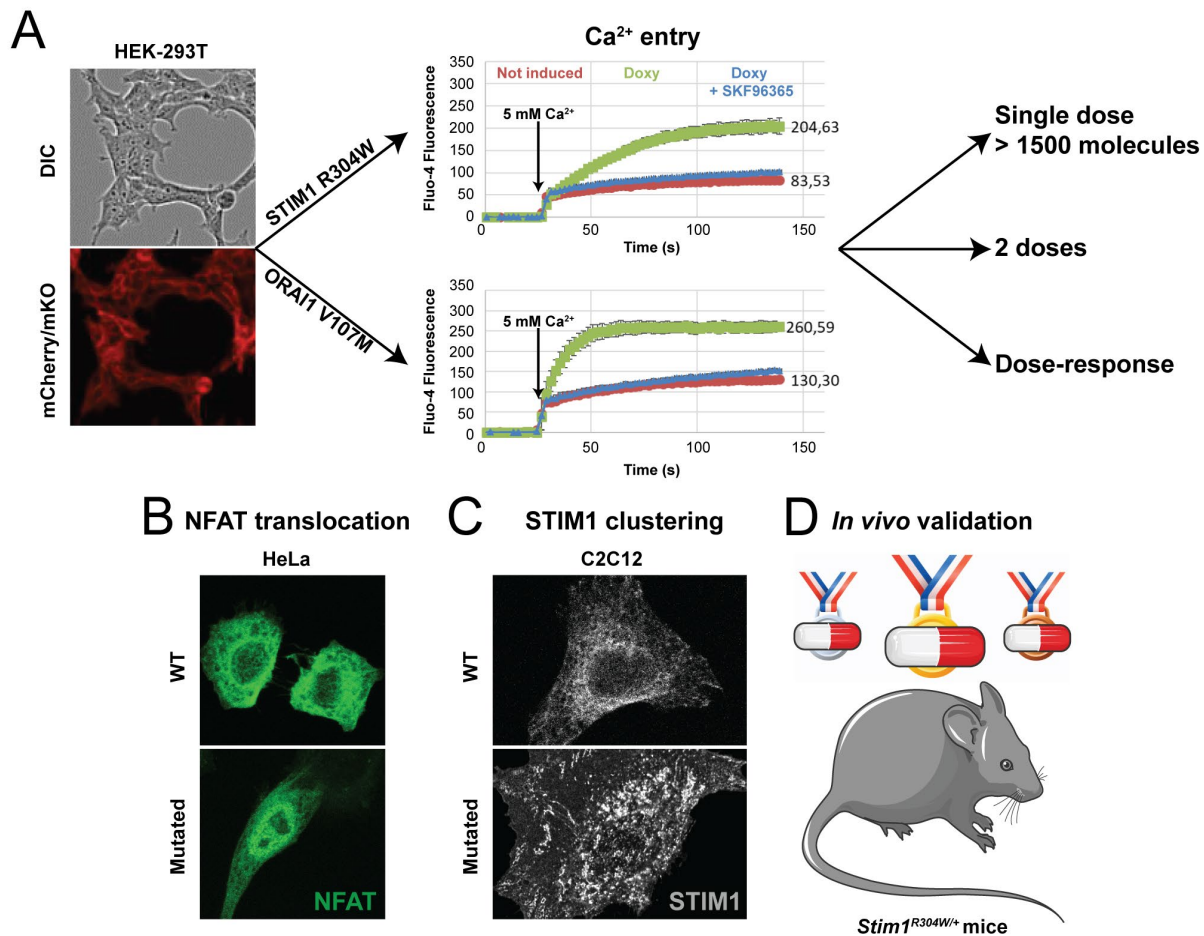 A
HEK-293T
DIC
mCherry/mKO
STIM1 R304W
ORAI1 V107M
Ca²⁺ entry
Not induced
Doxy
Doxy
+ SKF96365
5 mM Ca²⁺
Fluo-4 Fluorescence
350
300
250
200
150
100
50
0
204,63
83,53
0
50
100
150
Time (s)
5 mM Ca²⁺
Fluo-4 Fluorescence
350
300
250
200
150
100
50
0
260,59
130,30
0
50
100
150
Time (s)
Single dose
> 1500 molecules
2 doses
Dose-response
B NFAT translocation
HeLa
WT
Mutated
NFAT
C STIM1 clustering
C2C12
WT
Mutated
STIM1
D In vivo validation
Stim1ᴿ³⁰⁴ᵂ/⁺ mice